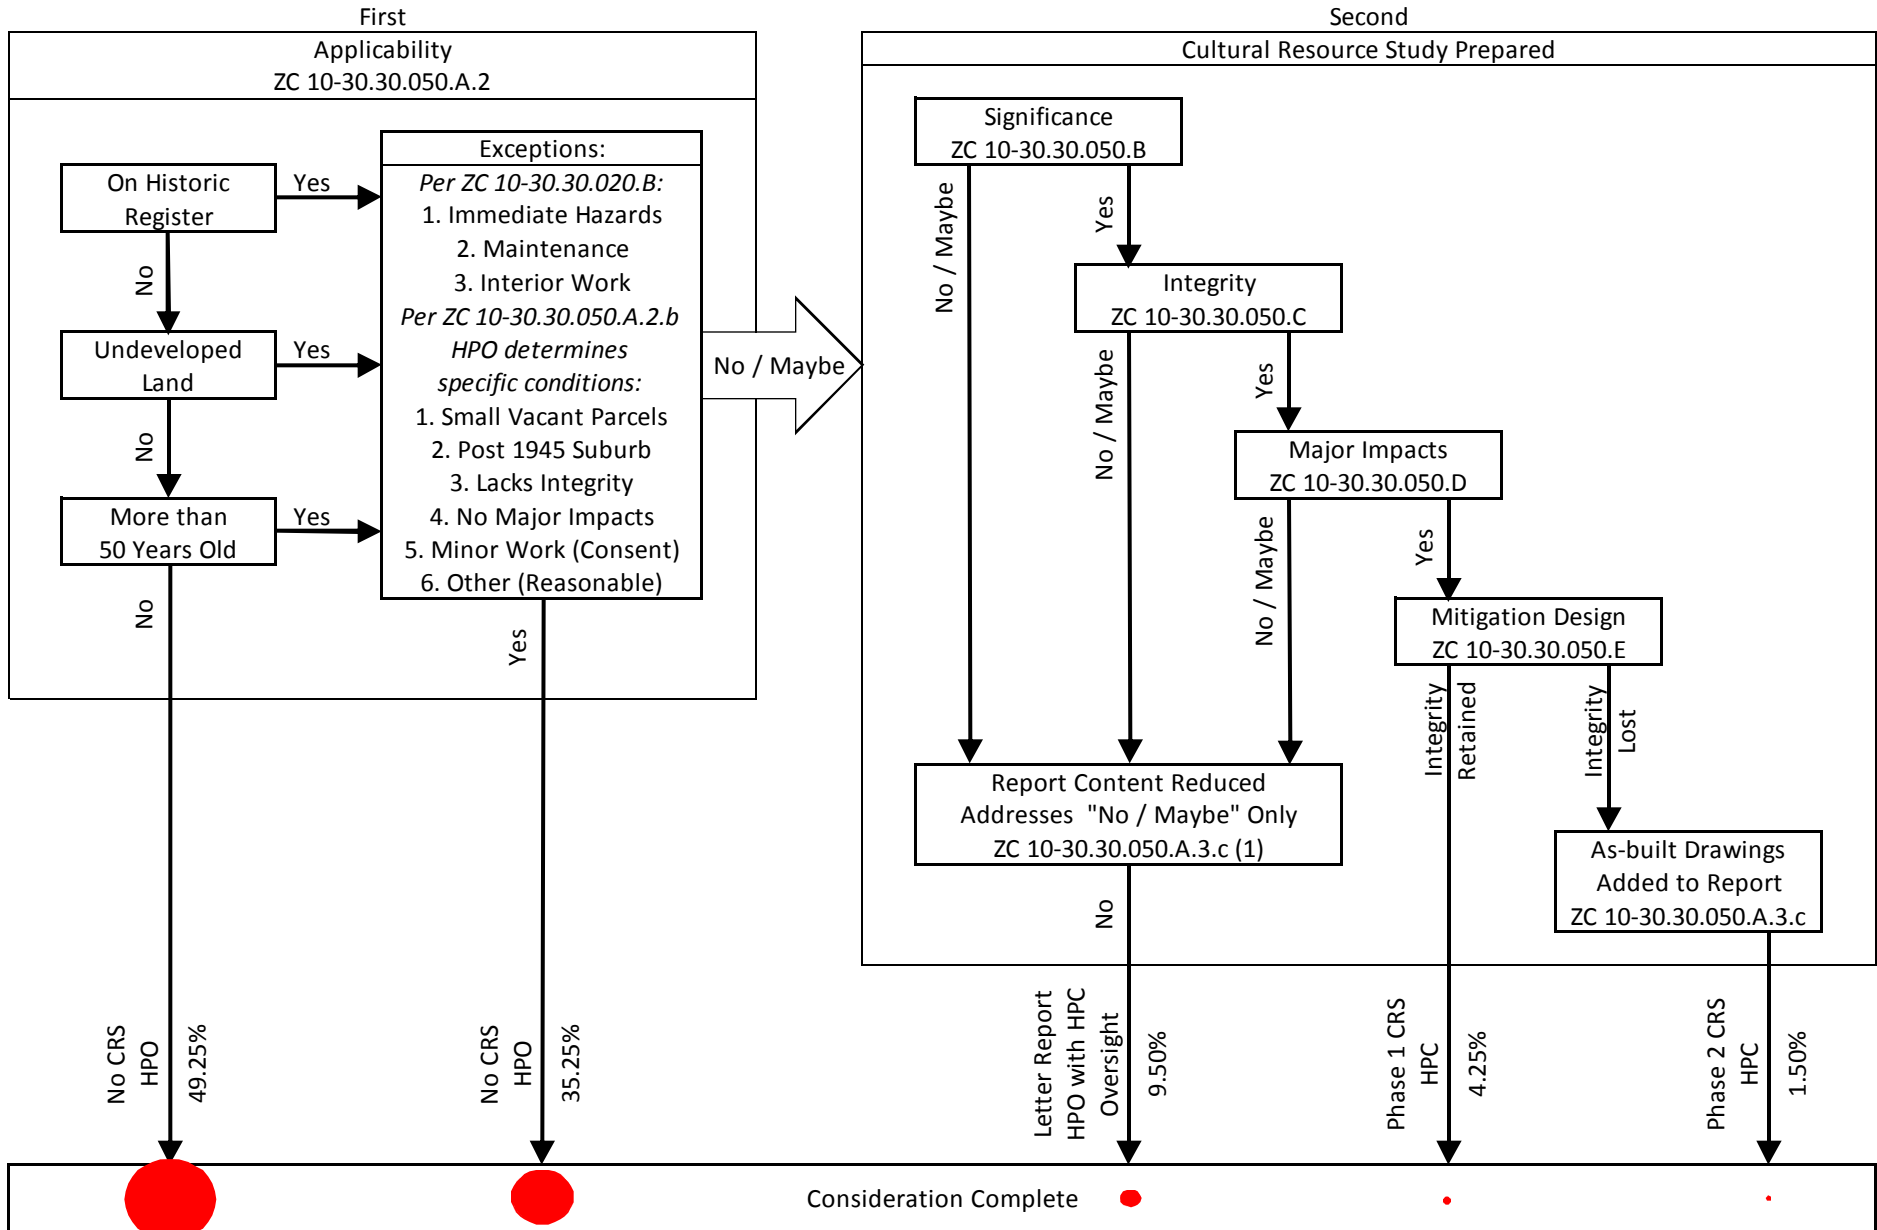 First
Applicability
ZC 10-30.30.050.A.2
On Historic
Register
Yes
No
Undeveloped
Land
Yes
No
More than
50 Years Old
Yes
No
Exceptions:
Per ZC 10-30.30.020.B:
1. Immediate Hazards
2. Maintenance
3. Interior Work
Per ZC 10-30.30.050.A.2.b
HPO determines
specific conditions:
1. Small Vacant Parcels
2. Post 1945 Suburb
3. Lacks Integrity
4. No Major Impacts
5. Minor Work (Consent)
6. Other (Reasonable)
Yes
No / Maybe
Second
Cultural Resource Study Prepared
Significance
ZC 10-30.30.050.B
No / Maybe
Yes
Integrity
ZC 10-30.30.050.C
No / Maybe
Yes
Major Impacts
ZC 10-30.30.050.D
No / Maybe
Yes
Mitigation Design
ZC 10-30.30.050.E
Integrity
Retained
Integrity
Lost
Report Content Reduced
Addresses "No / Maybe" Only
ZC 10-30.30.050.A.3.c (1)
No
As-built Drawings
Added to Report
ZC 10-30.30.050.A.3.c
No CRS
HPO
49.25%
No CRS
HPO
35.25%
Letter Report
HPO with HPC
Oversight
9.50%
Phase 1 CRS
HPC
4.25%
Phase 2 CRS
HPC
1.50%
Consideration Complete